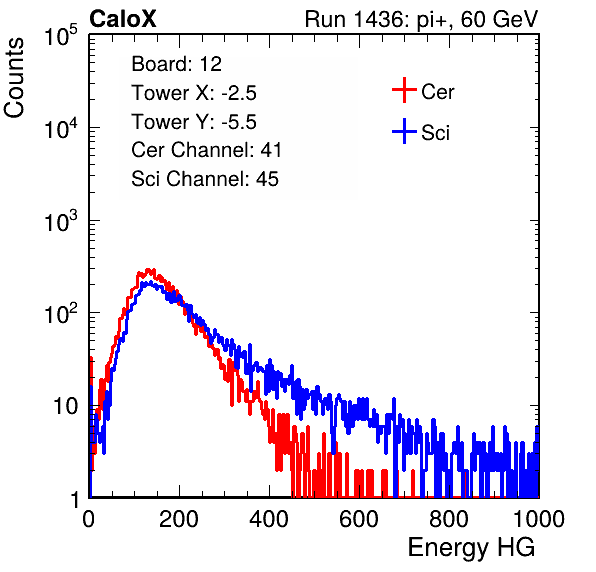 CaloX Run 1436: pi+, 60 GeV
Counts
Board: 12
Tower X: -2.5
Tower Y: -5.5
Cer Channel: 41
Sci Channel: 45
Cer
Sci
10^5
10^4
10^3
10^2
10
1
0 200 400 600 800 1000
Energy HG